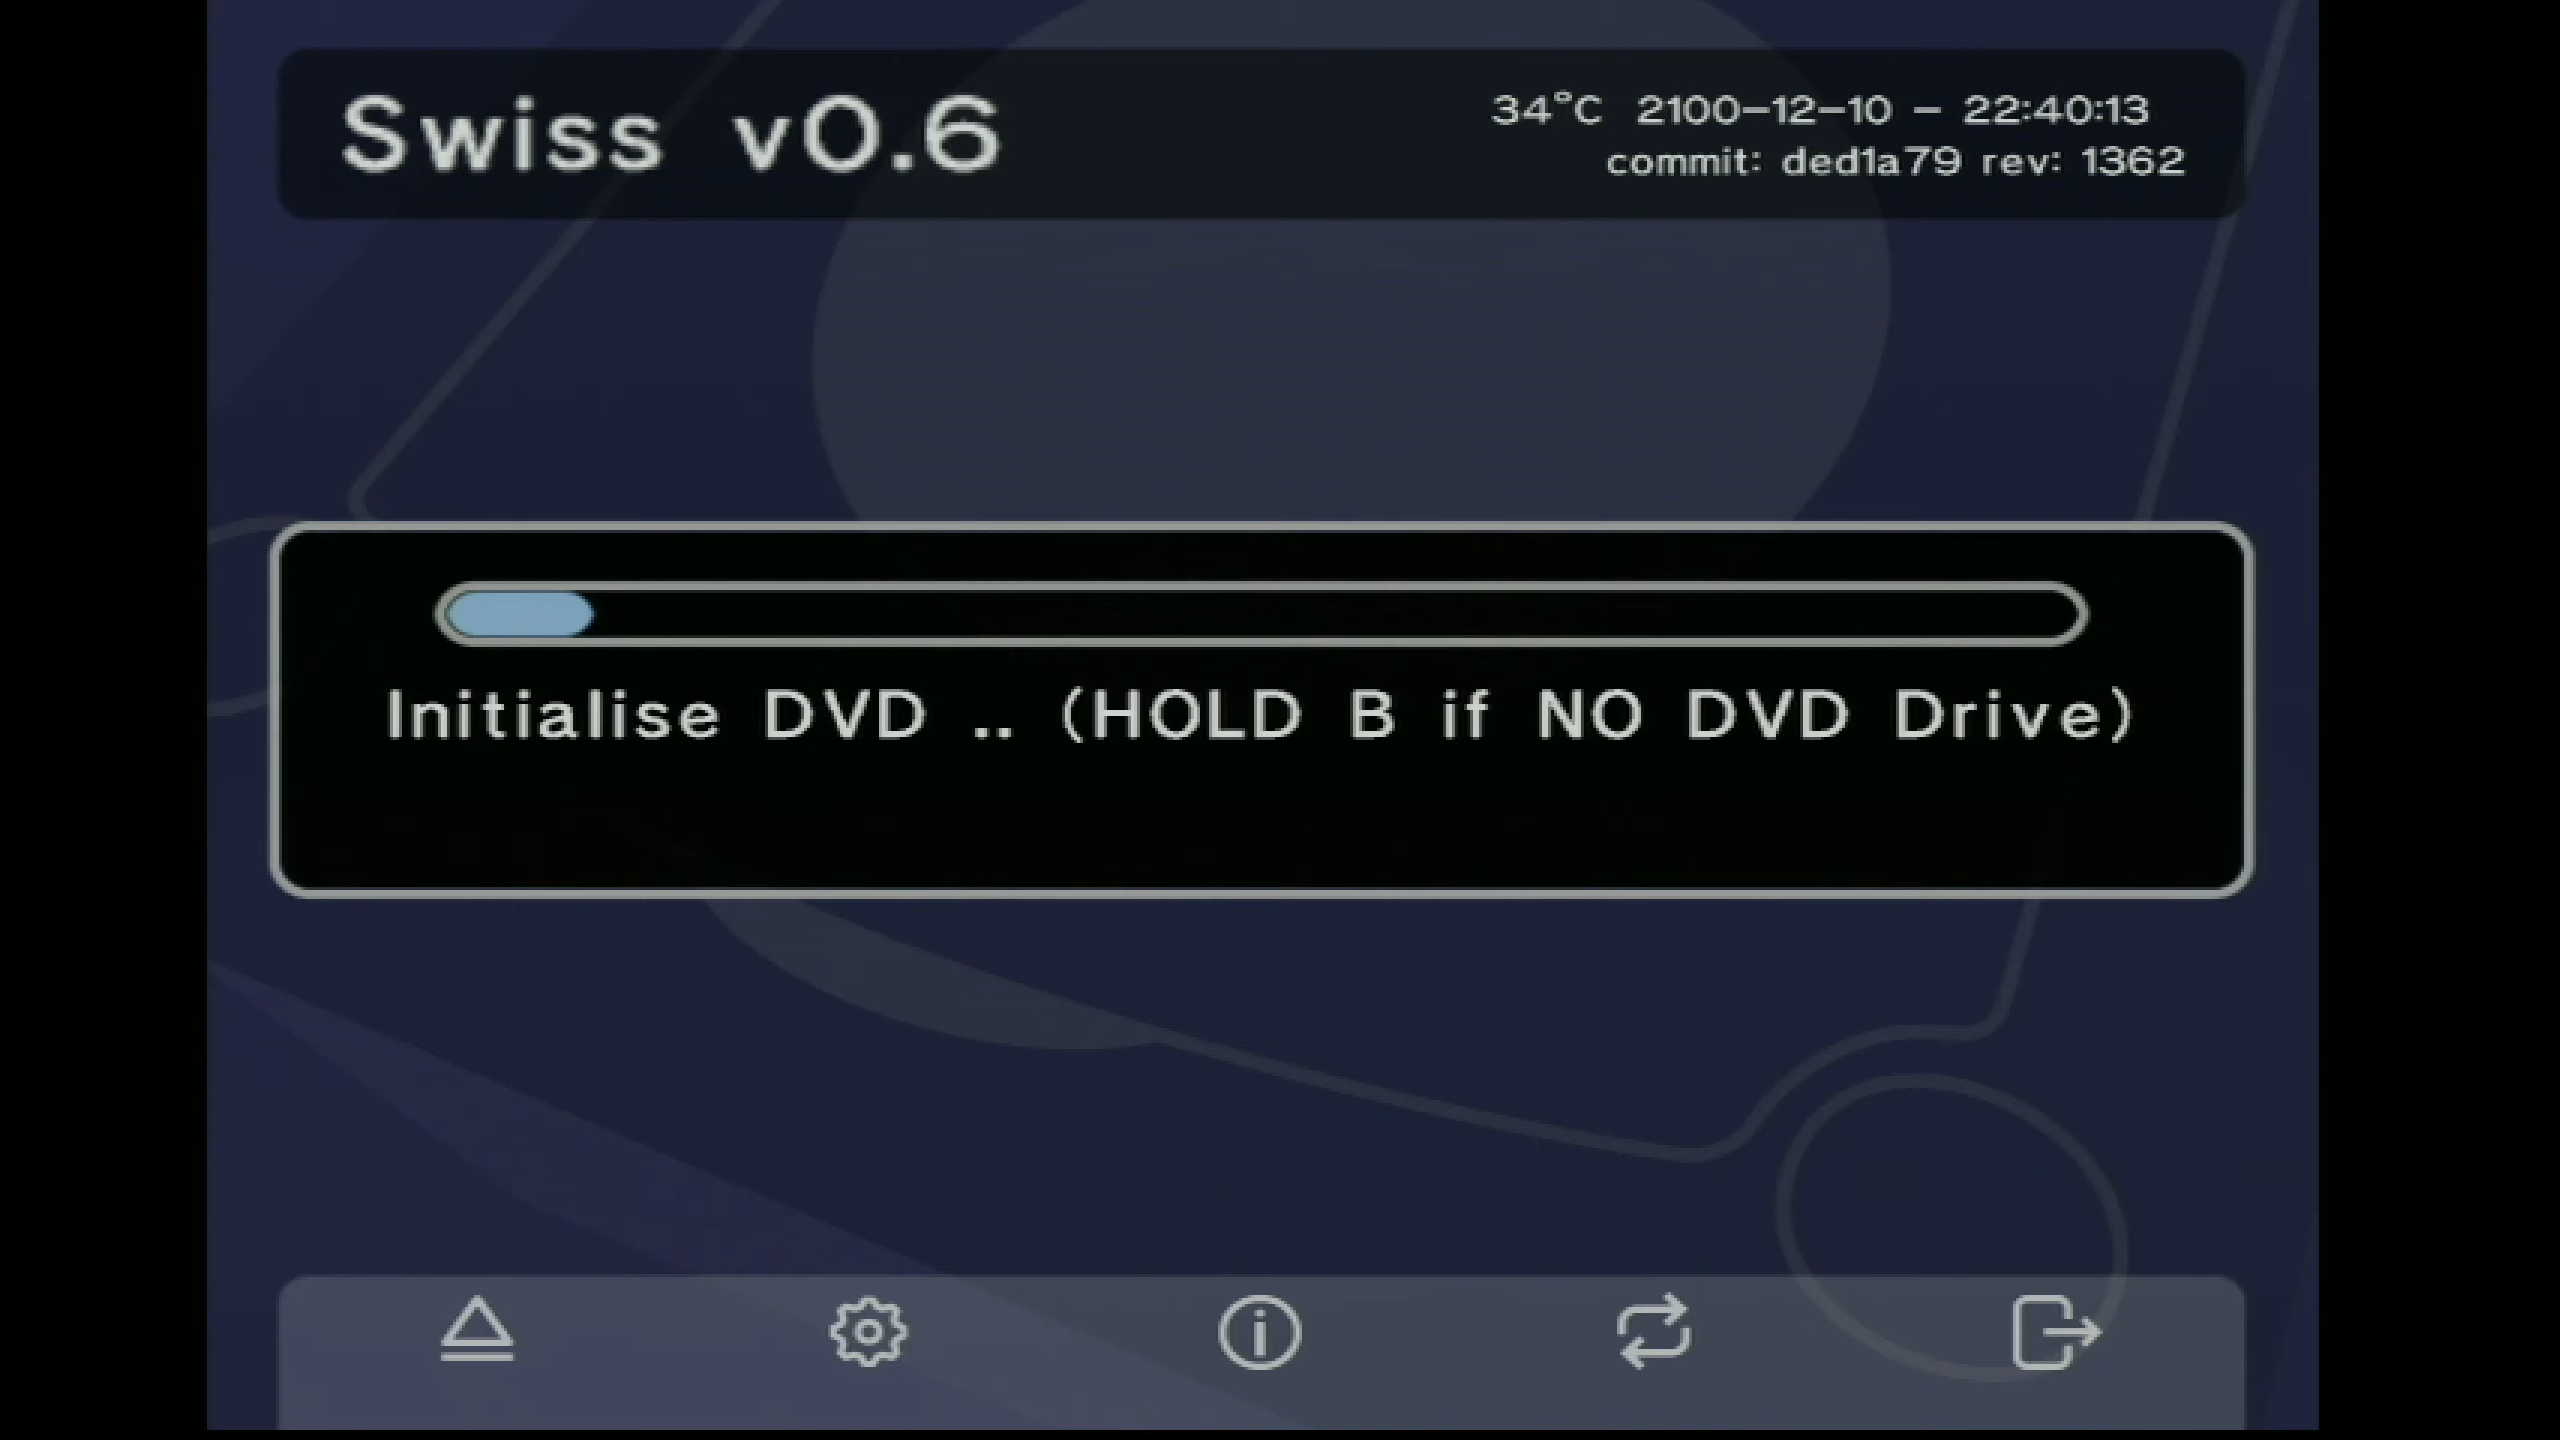 Swiss v0.6
34°C 2100-12-10 - 22:40:13
commit: ded1a79 rev: 1362
Initialise DVD .. (HOLD B if NO DVD Drive)